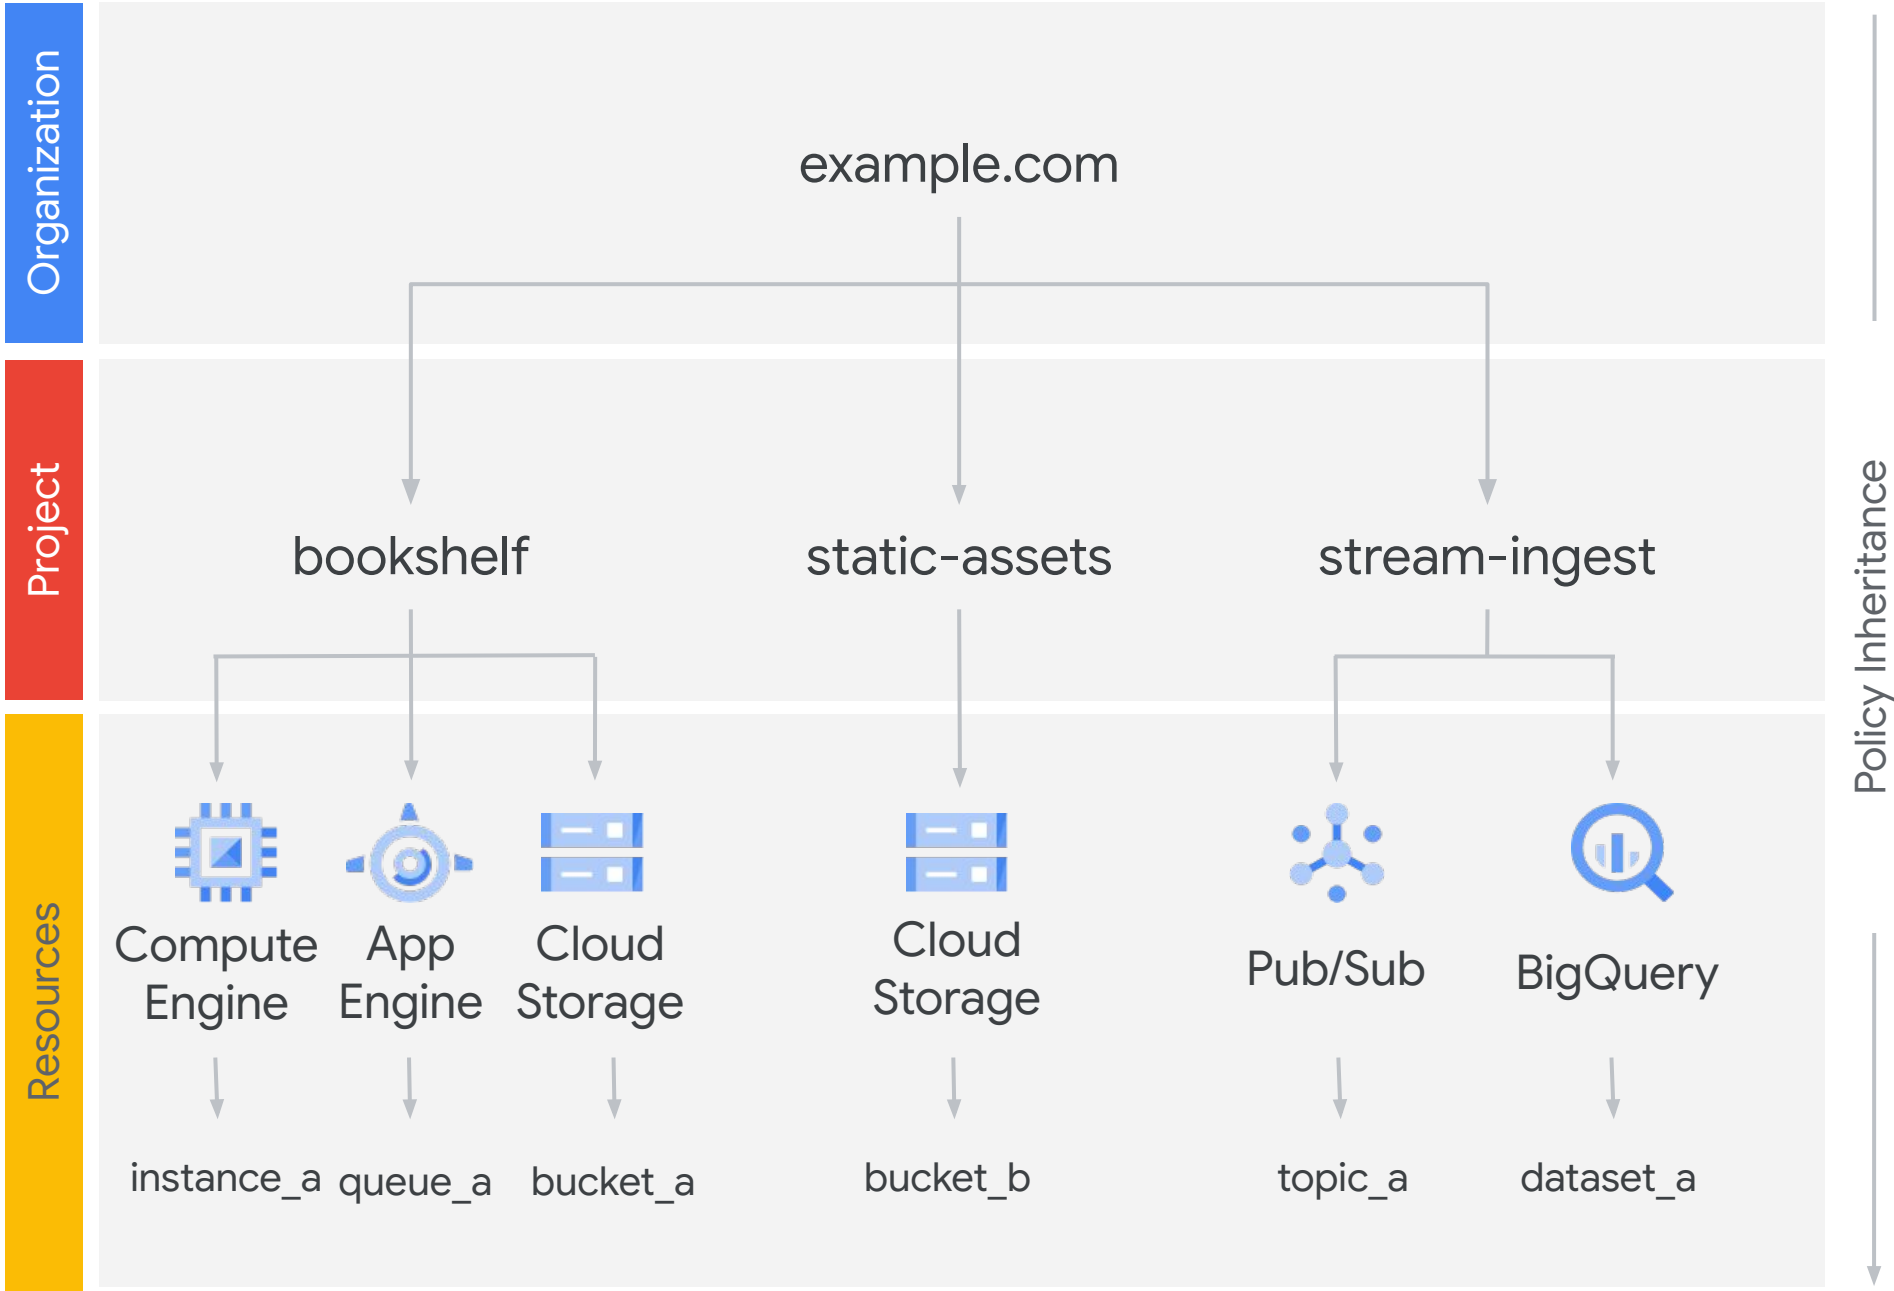 Organization
example.com
Project
bookshelf
static-assets
stream-ingest
Policy Inheritance
Resources
Compute
Engine
App
Engine
Cloud
Storage
Cloud
Storage
Pub/Sub
BigQuery
instance_a
queue_a
bucket_a
bucket_b
topic_a
dataset_a